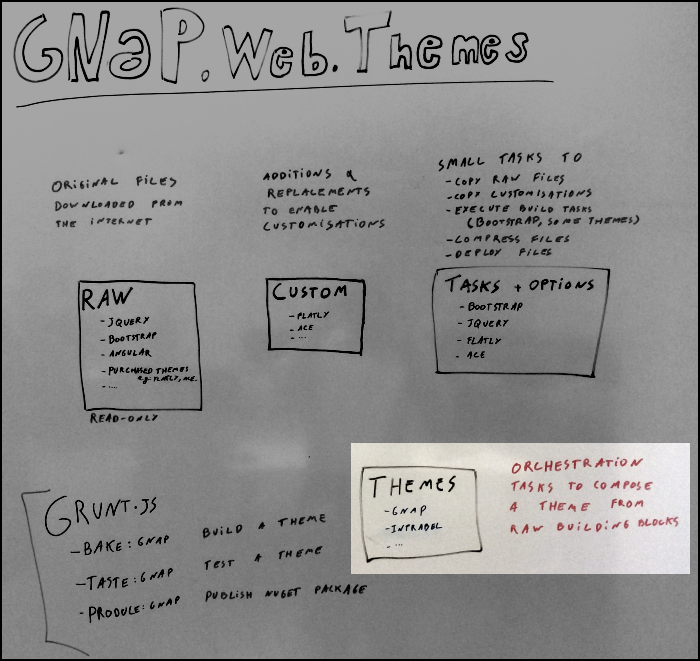 GNaP.Web.Themes
ORIGINAL FILES
DOWNLOADED FROM
THE INTERNET
ADDITIONS &
REPLACEMENTS
TO ENABLE
CUSTOMISATIONS
SMALL TASKS TO
- COPY RAW FILES
- COPY CUSTOMISATIONS
- EXECUTE BUILD TASKS
(BOOTSTRAP, SOME THEMES)
- COMPRESS FILES
- DEPLOY FILES
RAW
- JQUERY
- BOOTSTRAP
- ANGULAR
- PURCHASED THEMES
e.g. FLATLY, ACE.
- ....
READ-ONLY
CUSTOM
- FLATLY
- ACE
- ...
TASKS + OPTIONS
- BOOTSTRAP
- JQUERY
- FLATLY
- ACE
THEMES
- GNAP
- INFRABEL
- ...
ORCHESTRATION
TASKS TO COMPOSE
A THEME FROM
RAW BUILDING BLOCKS
GRUNT.JS
- BAKE:GNAP BUILD A THEME
- TASTE:GNAP TEST A THEME
- PRODUCE:GNAP PUBLISH NUGET PACKAGE